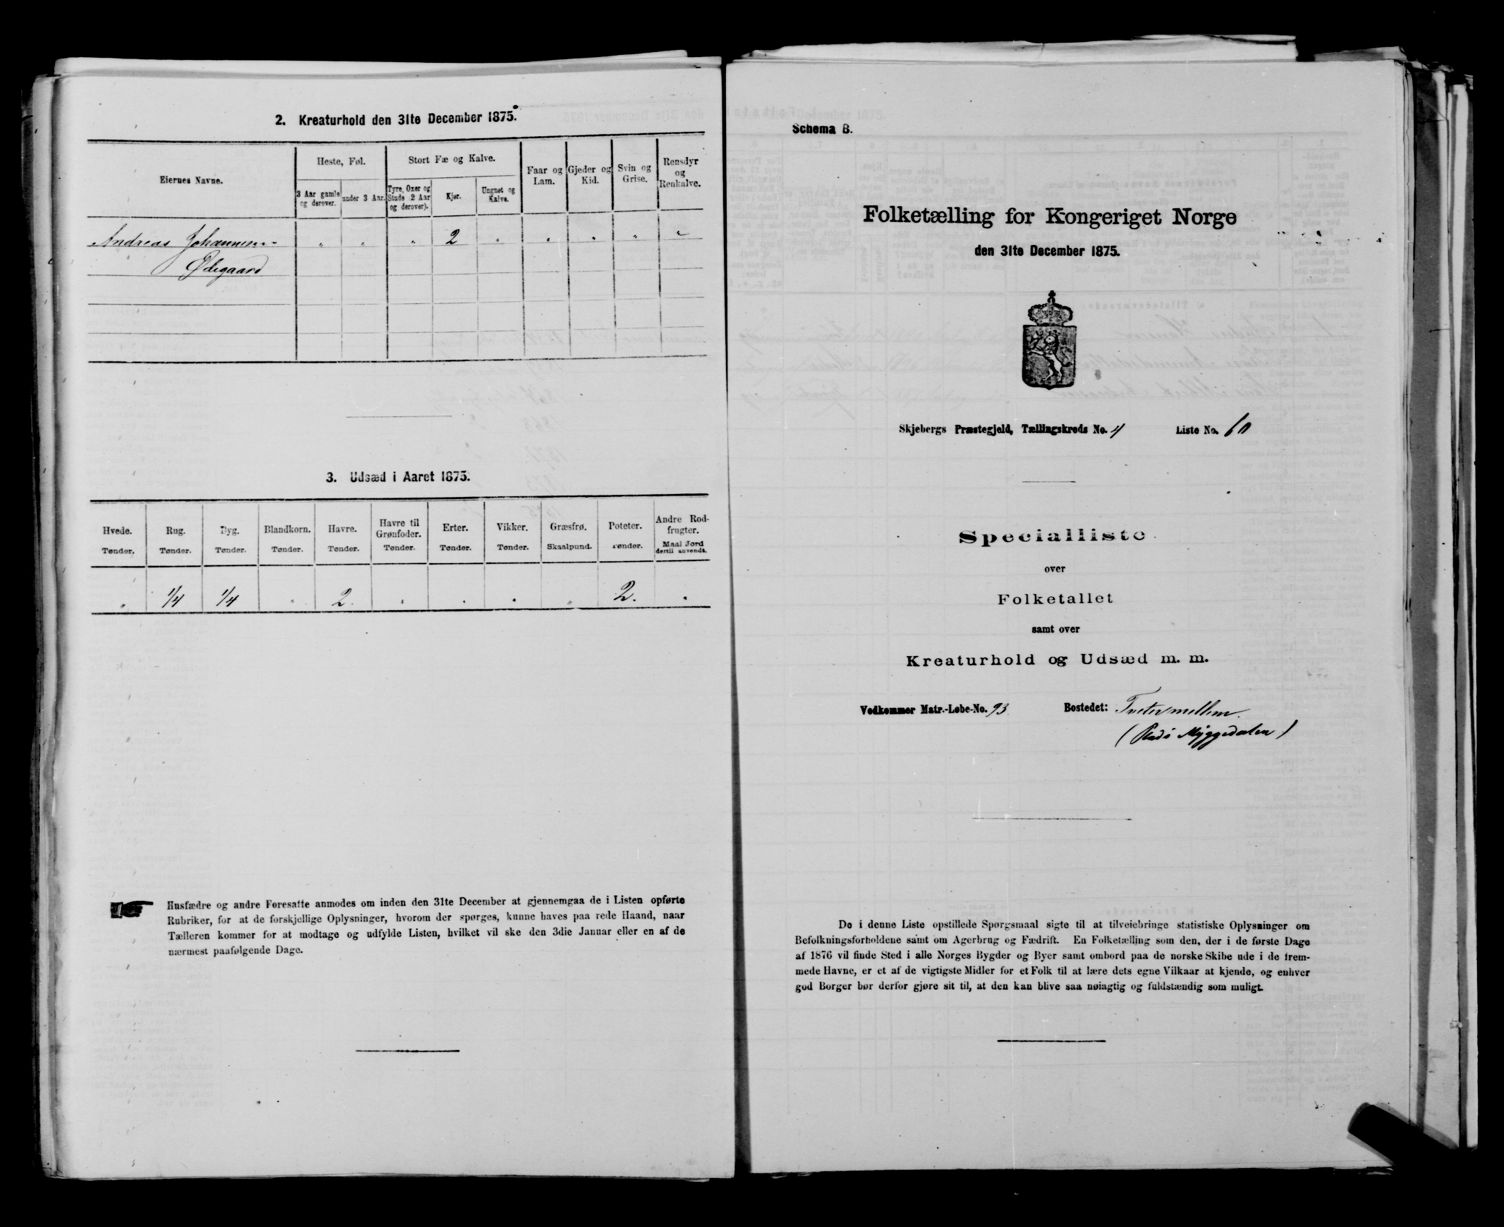 2. Kreaturhold den 31te December 1875.
Eiernes Navne.
Heste, Føl.
Stort Fæ og Kalve.
Faar og Lam.
Gjeder og Kid.
Svin og Grise.
Rensdyr og Renkalve.
3 Aar gamle og derover.
under 3 Aar.
Tyre, Oxer og Stude (2 Aar og derover).
Kjør.
Ungnøt og Kalve.
Andreas Johannesen " " " 2 " " " " "
Ødegaard
3. Udsæd i Aaret 1875.
Hvede. Rug. Byg. Blandkorn. Havre. Havre til Grønfoder. Erter. Vikker. Græsfrø. Poteter. Andre Rodfrugter.
Tønder. Tønder. Tønder. Tønder. Tønder. Tønder. Tønder. Tønder. Skaalpund. Tønder. Maal Jord dertil anvendt.
" 1/4 1/4 " 2. " " " " 2. "
Husfædre og andre Foresatte anmodes om inden den 31te December at gjennemgaa de i Listen opførte
Rubriker, for at de forskjellige Oplysninger, hvorom der spørges, kunne haves paa rede Haand, naar
Tælleren kommer for at modtage og udfylde Listen, hvilket vil ske den 3die Januar eller en af de
nærmest paafølgende Dage.
Schema B.
Folketælling for Kongeriget Norge
den 31te December 1875.
Skjebergs Præstegjeld, Tællingskreds No. 4 Liste No. 60
Specialliste
over
Folketallet
samt over
Kreaturhold og Udsæd m. m.
Vedkommer Matr.-Løbe-No. 93 Bostedet: Tvetermellem.
(Plads Myggedalen)
De i denne Liste opstillede Spørgsmaal sigte til at tilveiebringe statistiske Oplysninger om
Befolkningsforholdene samt om Agerbrug og Fædrift. En Folketælling som den, der i de første Dage
af 1876 vil finde Sted i alle Norges Bygder og Byer samt ombord paa de norske Skibe ude i de frem-
mede Havne, er et af de vigtigste Midler for et Folk til at lære dets egne Vilkaar at kjende, og enhver
god Borger bør derfor gjøre sit til, at den kan blive saa nøiagtig og fuldstændig som muligt.